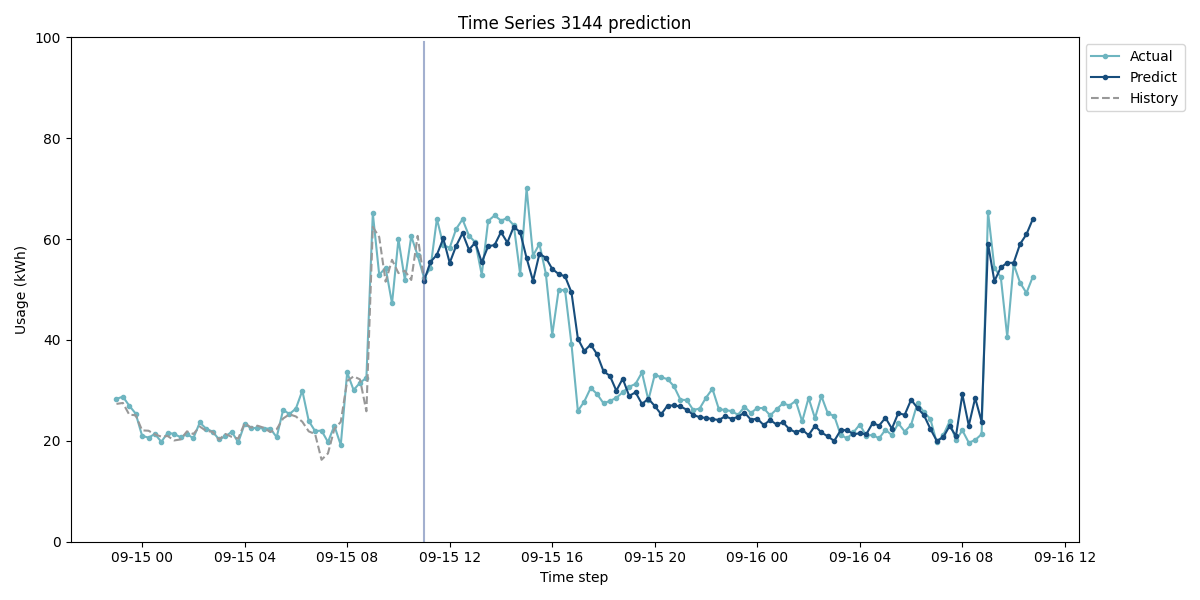 Time Series 3144 prediction
100
80
60
40
20
0
Usage (kWh)
09-15 00
09-15 04
09-15 08
09-15 12
09-15 16
09-15 20
09-16 00
09-16 04
09-16 08
09-16 12
Time step
Actual
Predict
History